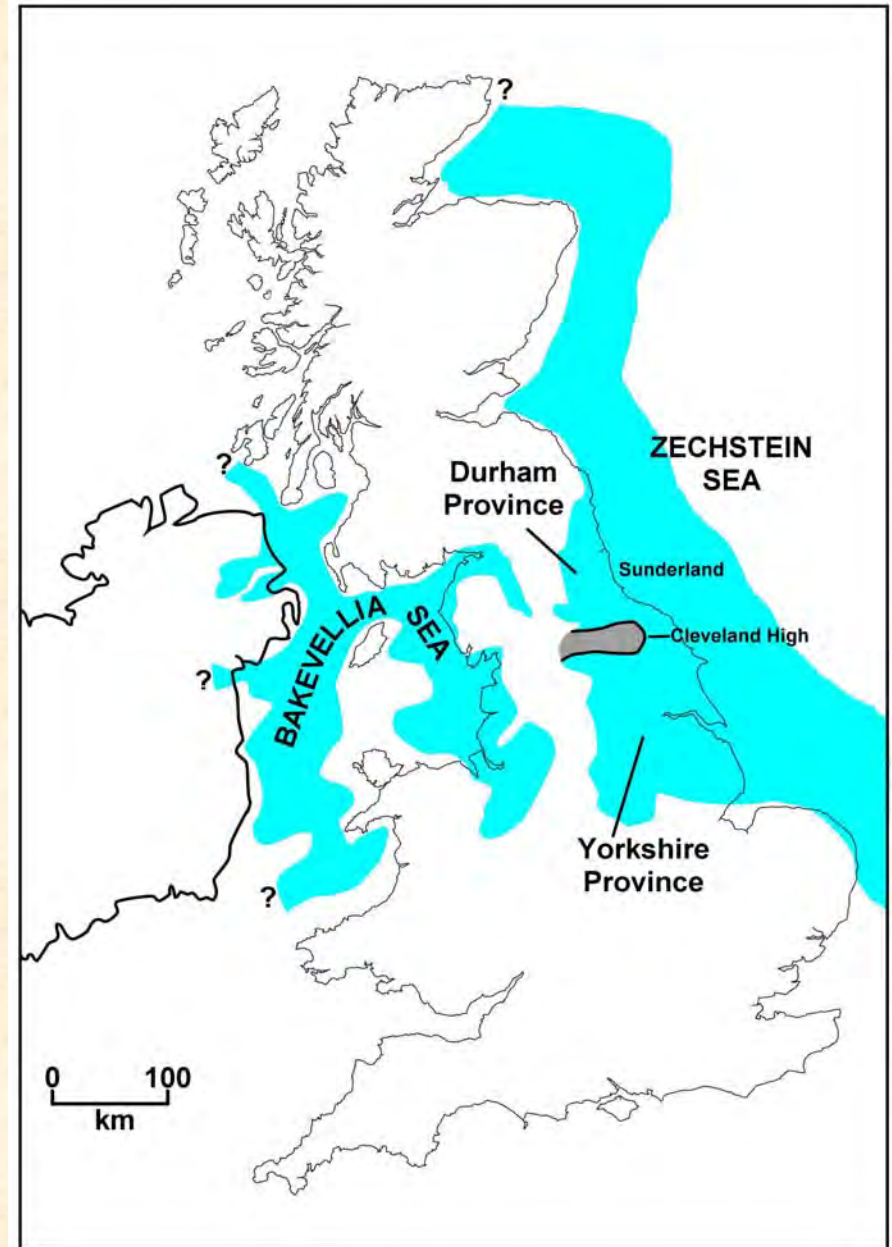 ?
ZECHSTEIN
SEA
Durham
Province
?
Sunderland
BAKEVELLIA
SEA
Cleveland High
?
Yorkshire
Province
?
0 100
km